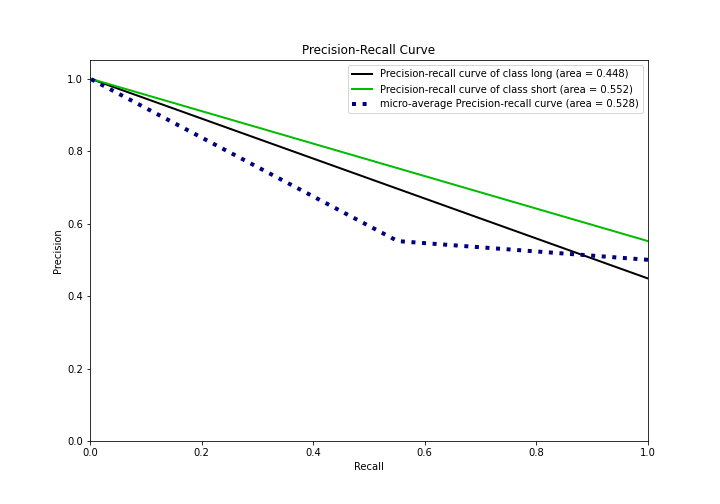 Precision-Recall Curve
Precision-recall curve of class long (area = 0.448)
Precision-recall curve of class short (area = 0.552)
micro-average Precision-recall curve (area = 0.528)
1.0
0.8
0.6
0.4
0.2
0.0
Precision
0.0 0.2 0.4 0.6 0.8 1.0
Recall